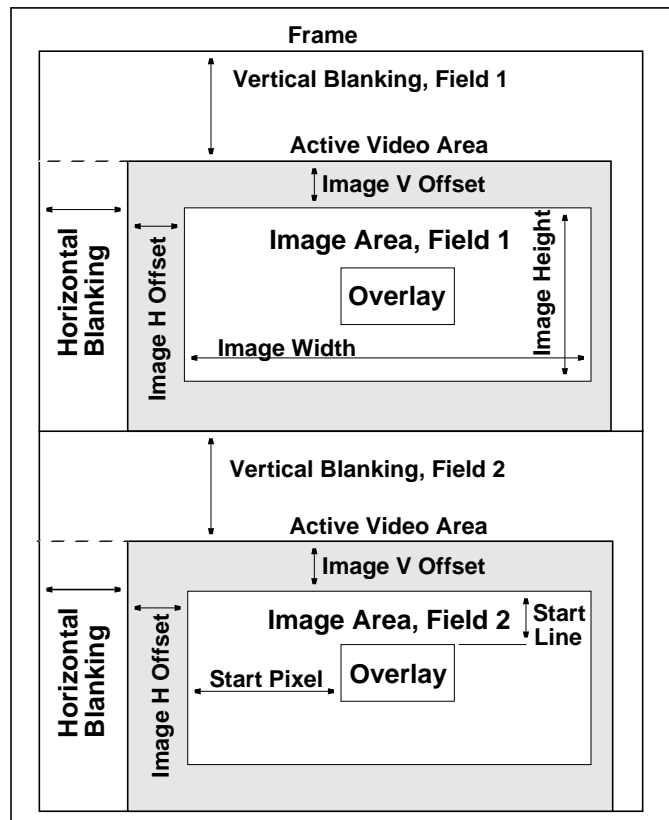 Frame
Vertical Blanking, Field 1
Active Video Area
Image V Offset
Horizontal
Blanking
Image H Offset
Image Area, Field 1
Image Height
Overlay
Image Width
Vertical Blanking, Field 2
Active Video Area
Image V Offset
Horizontal
Blanking
Image H Offset
Image Area, Field 2
Start
Line
Start Pixel
Overlay